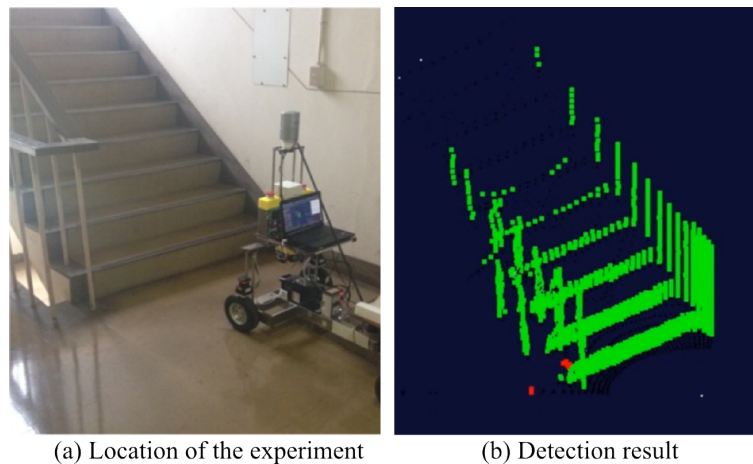 (a) Location of the experiment
(b) Detection result